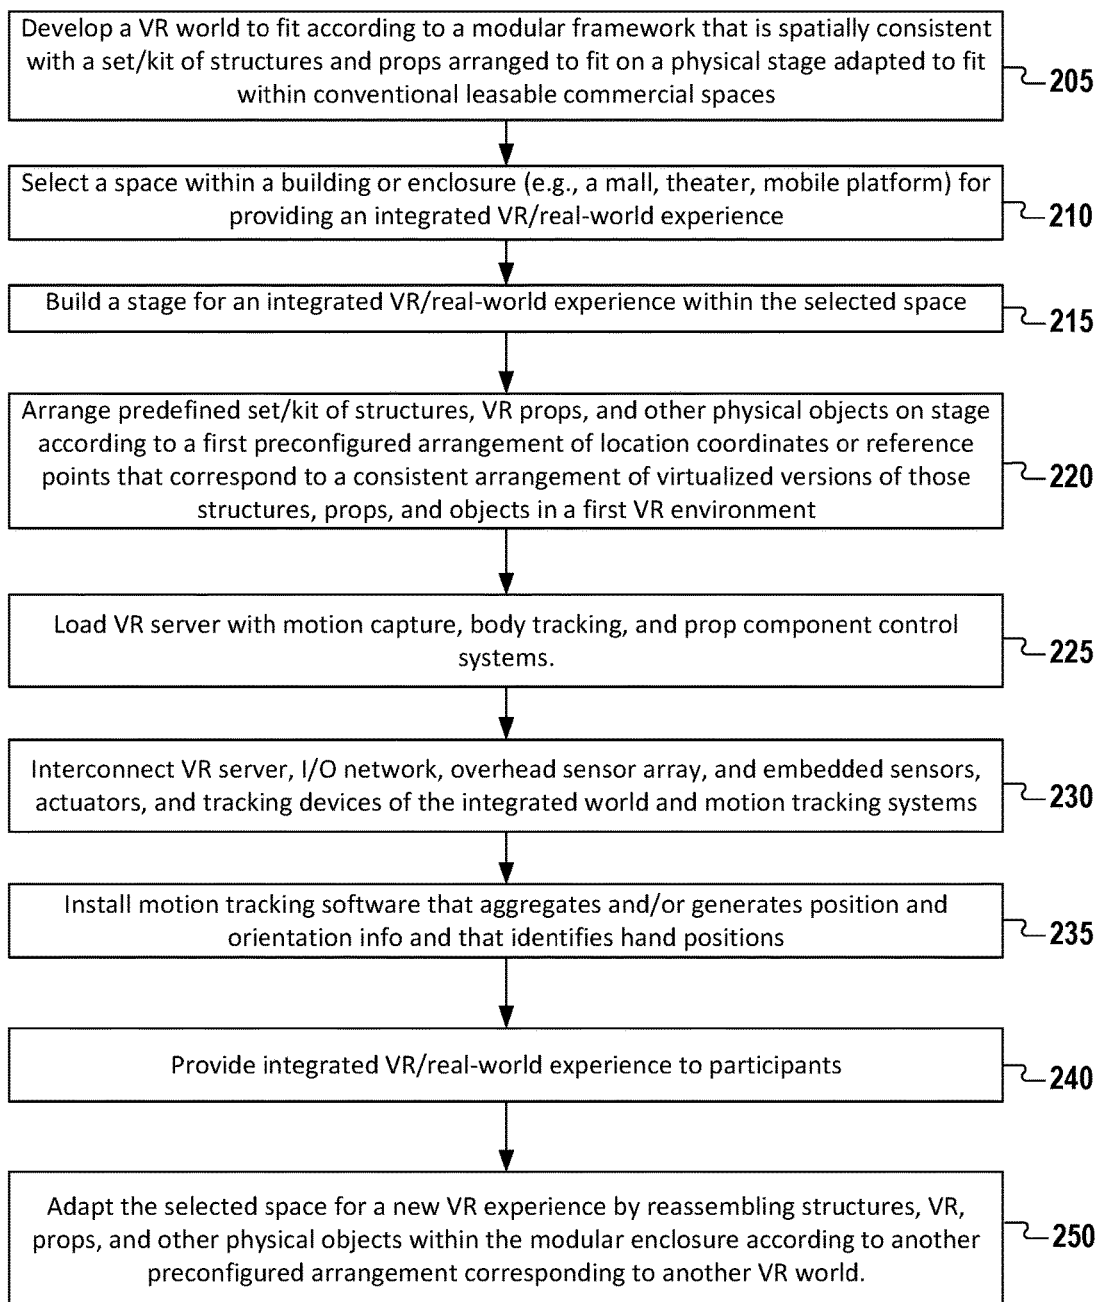 Develop a VR world to fit according to a modular framework that is spatially consistent
with a set/kit of structures and props arranged to fit on a physical stage adapted to fit
within conventional leasable commercial spaces
205
Select a space within a building or enclosure (e.g., a mall, theater, mobile platform) for
providing an integrated VR/real-world experience
210
Build a stage for an integrated VR/real-world experience within the selected space
215
Arrange predefined set/kit of structures, VR props, and other physical objects on stage
according to a first preconfigured arrangement of location coordinates or reference
points that correspond to a consistent arrangement of virtualized versions of those
structures, props, and objects in a first VR environment
220
Load VR server with motion capture, body tracking, and prop component control
systems.
225
Interconnect VR server, I/O network, overhead sensor array, and embedded sensors,
actuators, and tracking devices of the integrated world and motion tracking systems
230
Install motion tracking software that aggregates and/or generates position and
orientation info and that identifies hand positions
235
Provide integrated VR/real-world experience to participants
240
Adapt the selected space for a new VR experience by reassembling structures, VR,
props, and other physical objects within the modular enclosure according to another
preconfigured arrangement corresponding to another VR world.
250